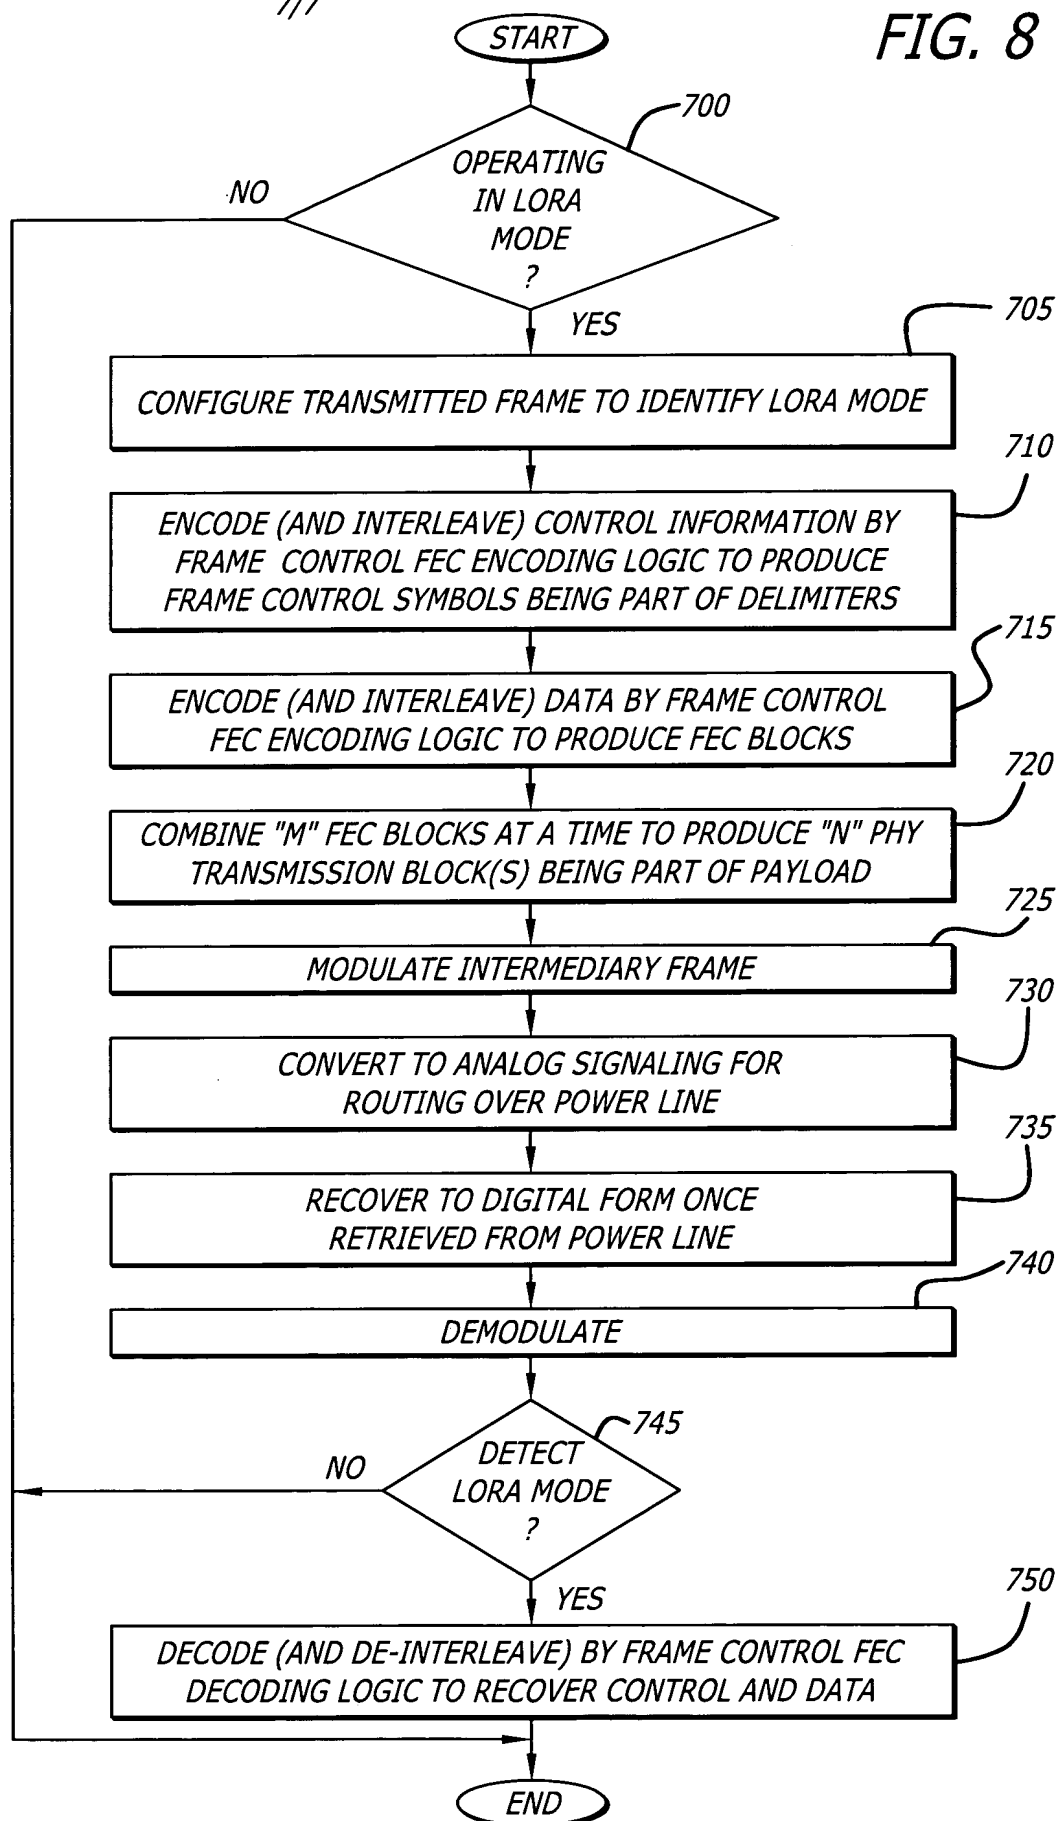 FIG. 8
START
700
OPERATING
IN LORA
MODE
?
NO
YES
705
CONFIGURE TRANSMITTED FRAME TO IDENTIFY LORA MODE
710
ENCODE (AND INTERLEAVE) CONTROL INFORMATION BY
FRAME CONTROL FEC ENCODING LOGIC TO PRODUCE
FRAME CONTROL SYMBOLS BEING PART OF DELIMITERS
715
ENCODE (AND INTERLEAVE) DATA BY FRAME CONTROL
FEC ENCODING LOGIC TO PRODUCE FEC BLOCKS
720
COMBINE "M" FEC BLOCKS AT A TIME TO PRODUCE "N" PHY
TRANSMISSION BLOCK(S) BEING PART OF PAYLOAD
725
MODULATE INTERMEDIARY FRAME
730
CONVERT TO ANALOG SIGNALING FOR
ROUTING OVER POWER LINE
735
RECOVER TO DIGITAL FORM ONCE
RETRIEVED FROM POWER LINE
740
DEMODULATE
745
DETECT
LORA MODE
?
NO
YES
750
DECODE (AND DE-INTERLEAVE) BY FRAME CONTROL FEC
DECODING LOGIC TO RECOVER CONTROL AND DATA
END